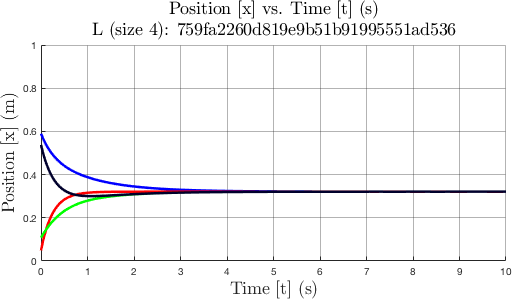 Position [x] vs. Time [t] (s)
L (size 4): 759fa2260d819e9b51b91995551ad536
Position [x] (m)
1
0.8
0.6
0.4
0.2
0
0 1 2 3 4 5 6 7 8 9 10
Time [t] (s)